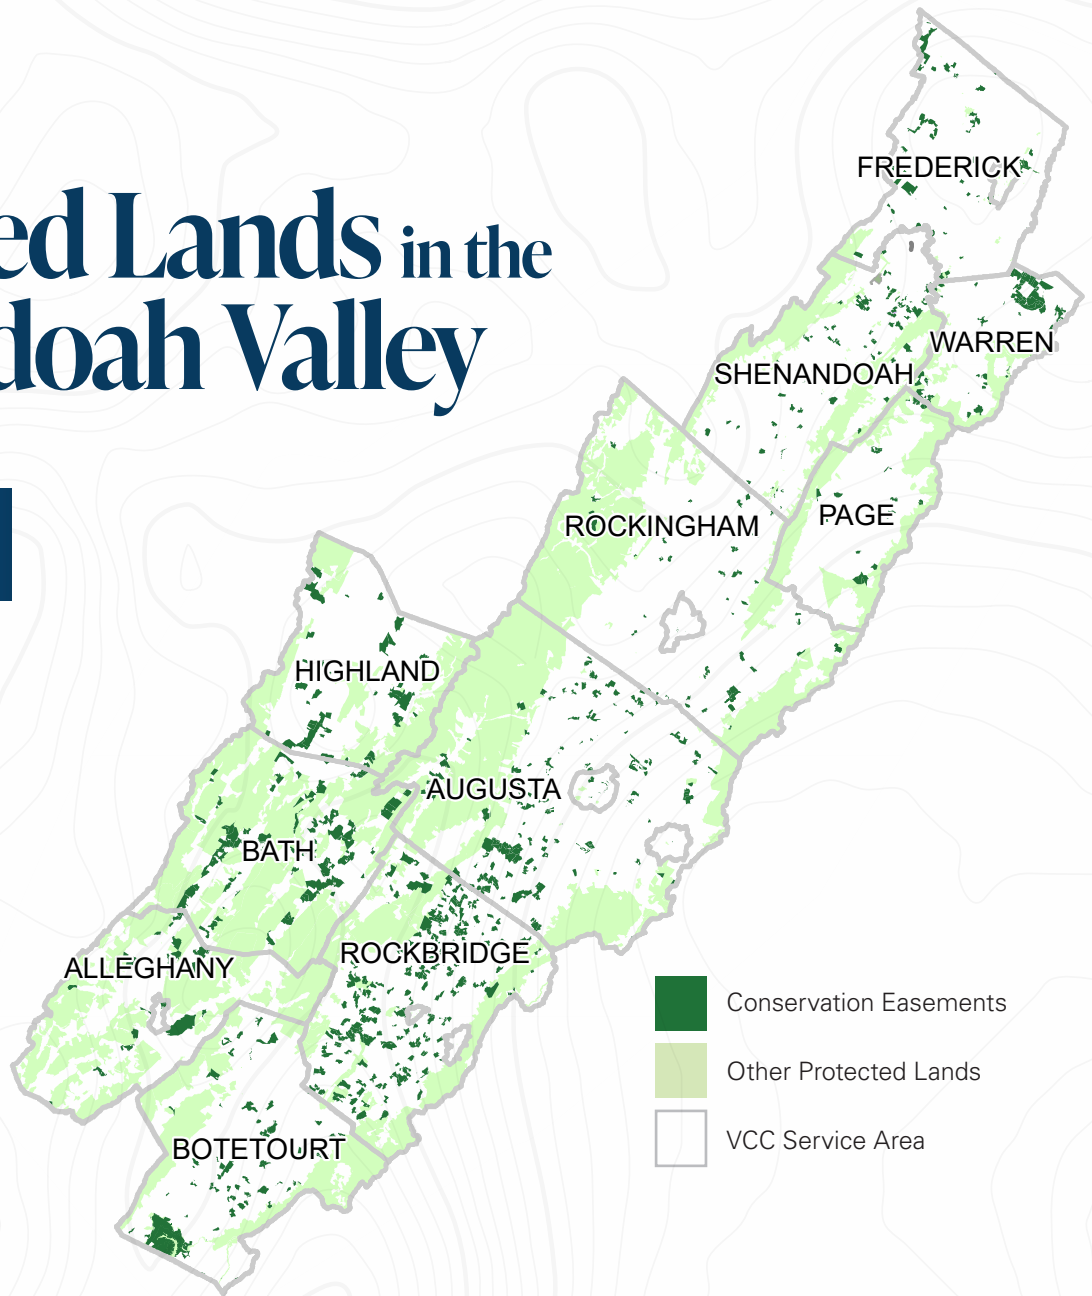 ed Lands in the
doah Valley
FREDERICK
WARREN
SHENANDOAH
PAGE
ROCKINGHAM
HIGHLAND
AUGUSTA
BATH
ROCKBRIDGE
ALLEGHANY
BOTETOURT
Conservation Easements
Other Protected Lands
VCC Service Area